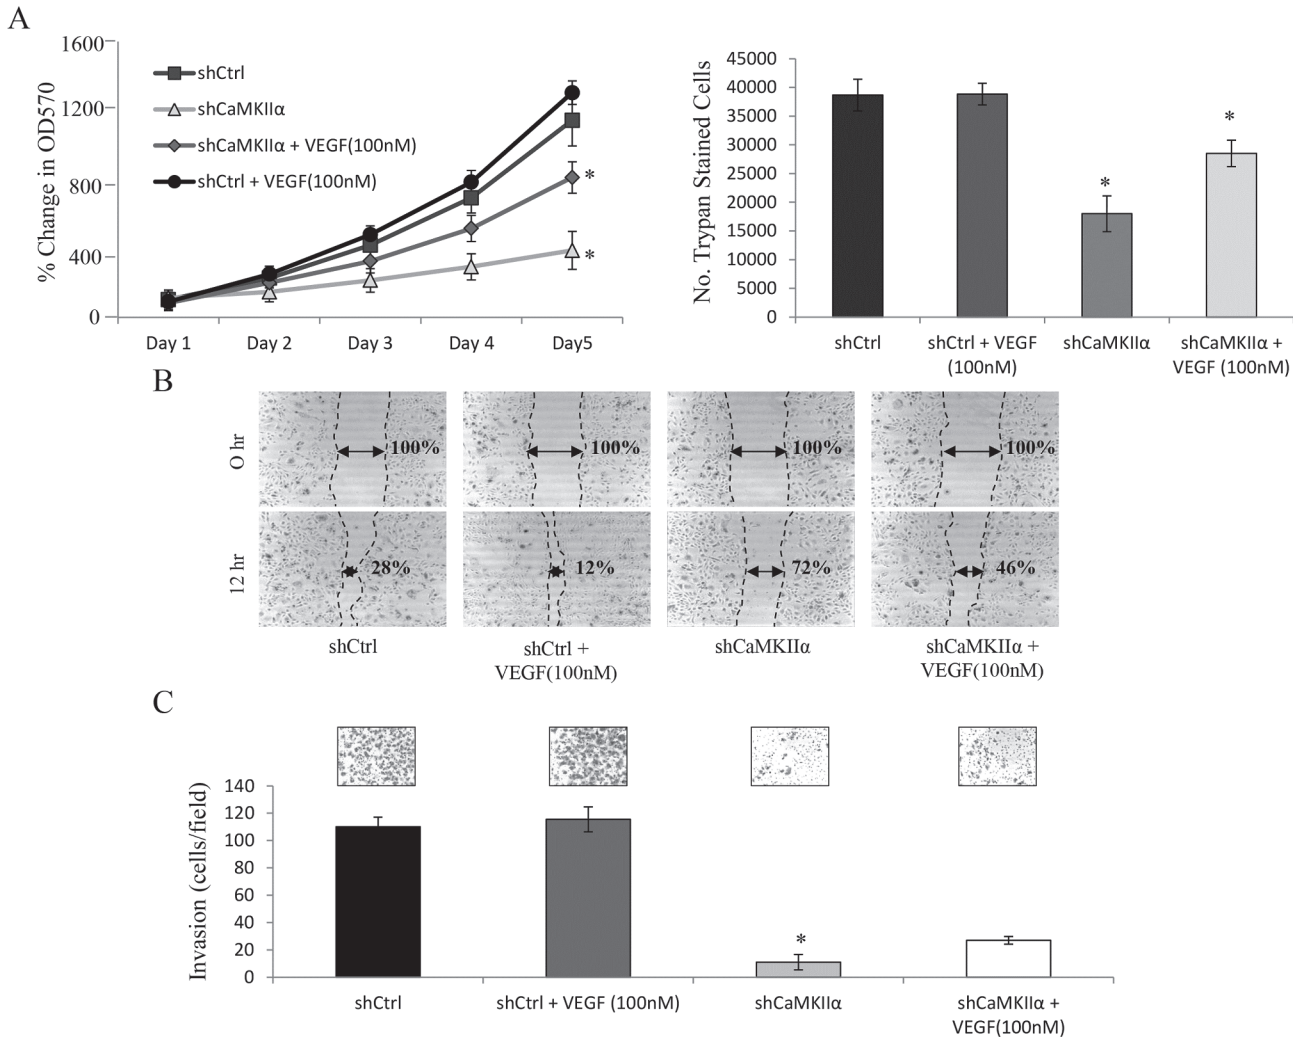 A
1600
1200
800
400
0
% Change in OD570
shCtrl
shCaMKIIα
shCaMKIIα + VEGF(100nM)
shCtrl + VEGF(100nM)
*
*
Day 1 Day 2 Day 3 Day 4 Day5
45000
40000
35000
30000
25000
20000
15000
10000
5000
0
No. Trypan Stained Cells
*
*
shCtrl shCtrl + VEGF shCaMKIIα shCaMKIIα +
(100nM) VEGF (100nM)
B
O hr
100% 100% 100% 100%
12 hr
28% 12% 72% 46%
shCtrl shCtrl + shCaMKIIα shCaMKIIα +
VEGF(100nM) VEGF(100nM)
C
140
120
100
80
60
40
20
0
Invasion (cells/field)
*
shCtrl shCtrl + VEGF (100nM) shCaMKIIα shCaMKIIα +
VEGF(100nM)